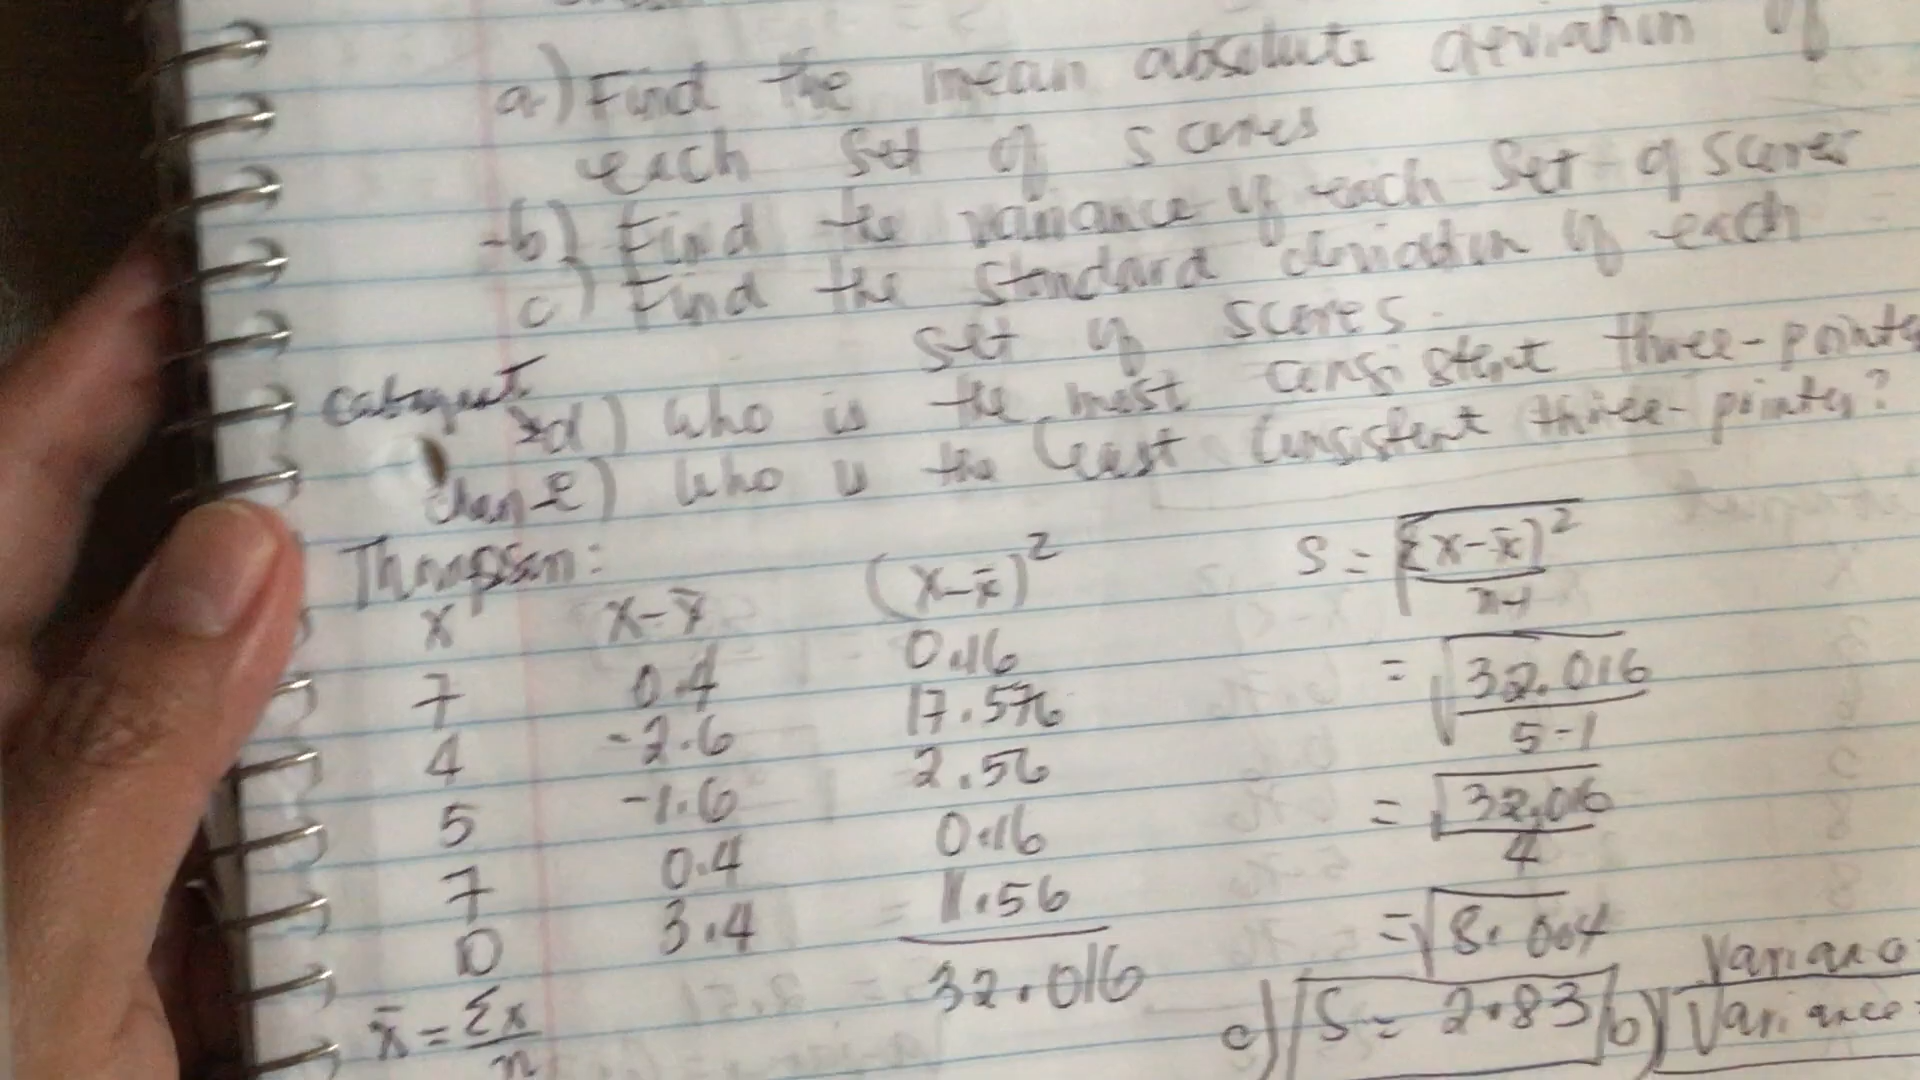 a.) Find the mean absolute deviation of
each set of scores
b) Find the variance of each set of scores
c) Find the standard deviation of each
set of scores.
d) Who is the most consistent three-pointer
e) Who is the least consistent three-pointer?
Thompson:
x x-x̄ (x-x̄)²
7 0.4 0.16
4 -2.6 17.576
5 -1.6 2.56
7 0.4 0.16
10 3.4 11.56
32.016
x̄ = Σx
n
S = √Σ(x-x̄)²
n-1
= √32.016
5-1
= √32.016
4
= √8.004
c) S = 2.83 b) Variance
Variance =